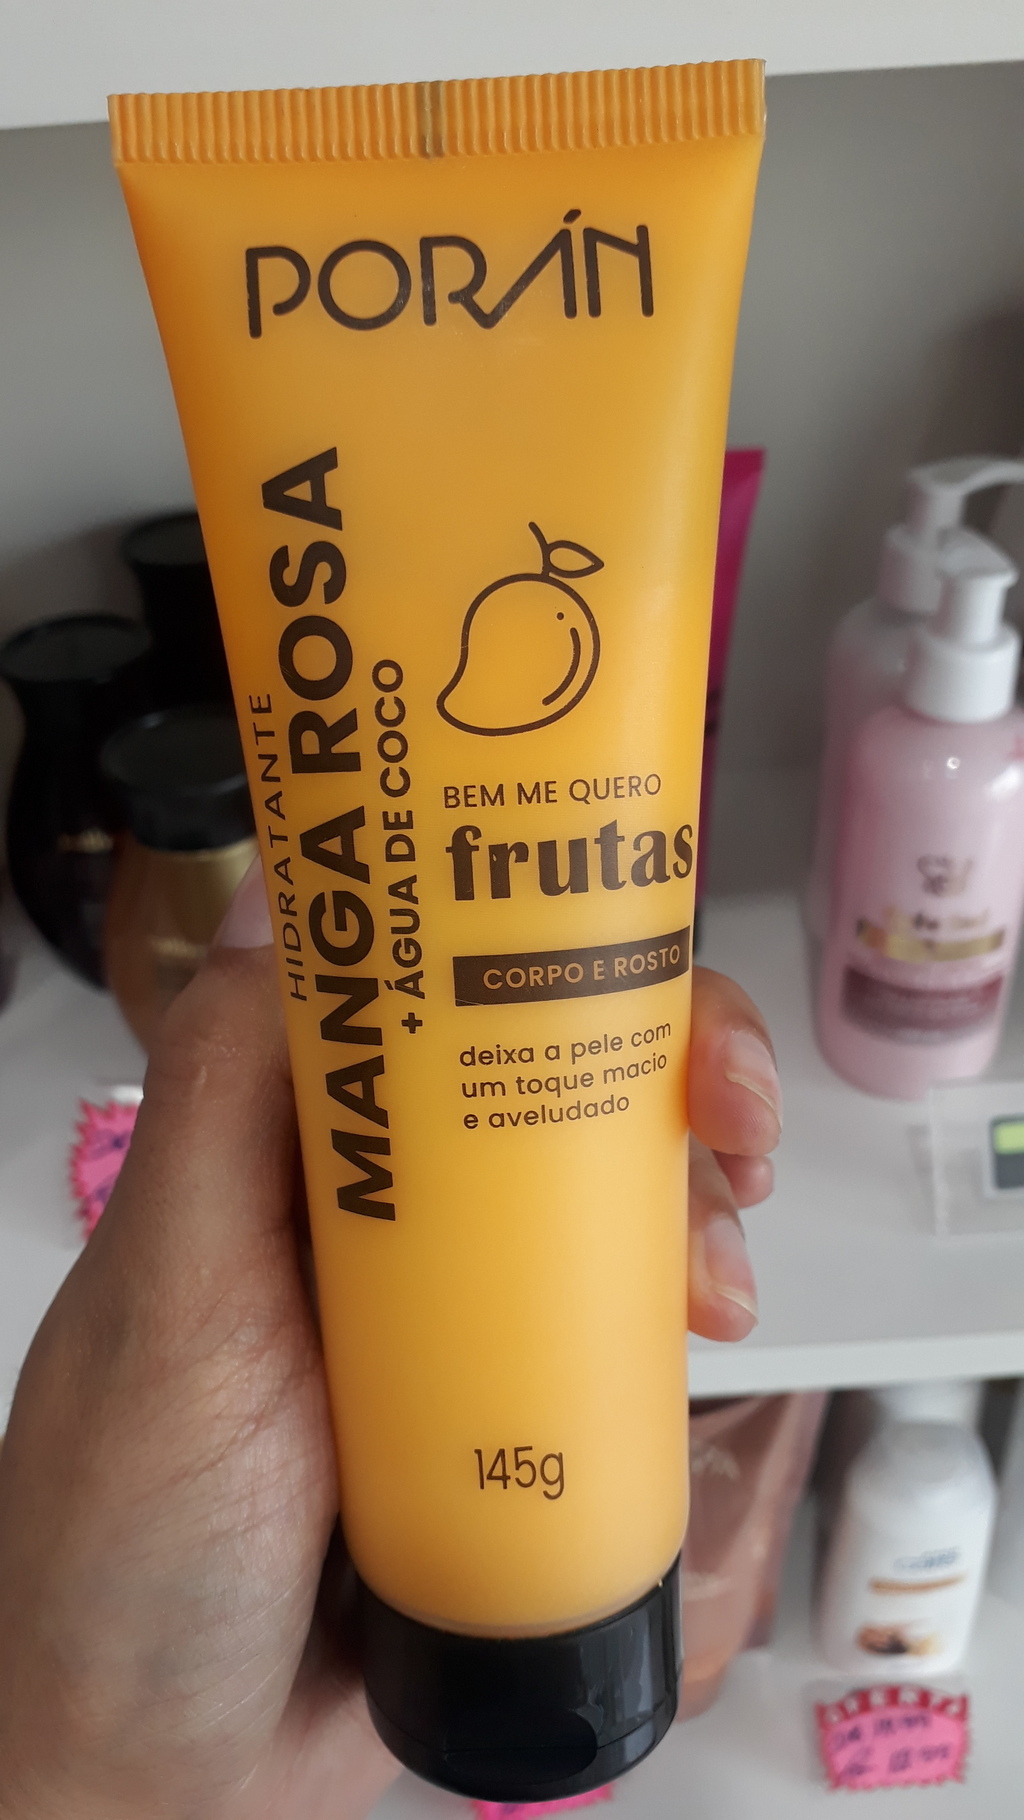 PORÁN
HIDRATANTE
MANGA ROSA
+ ÁGUA DE COCO
BEM ME QUERO
frutas
CORPO E ROSTO
deixa a pele com
um toque macio
e aveludado
145g
OFERTA